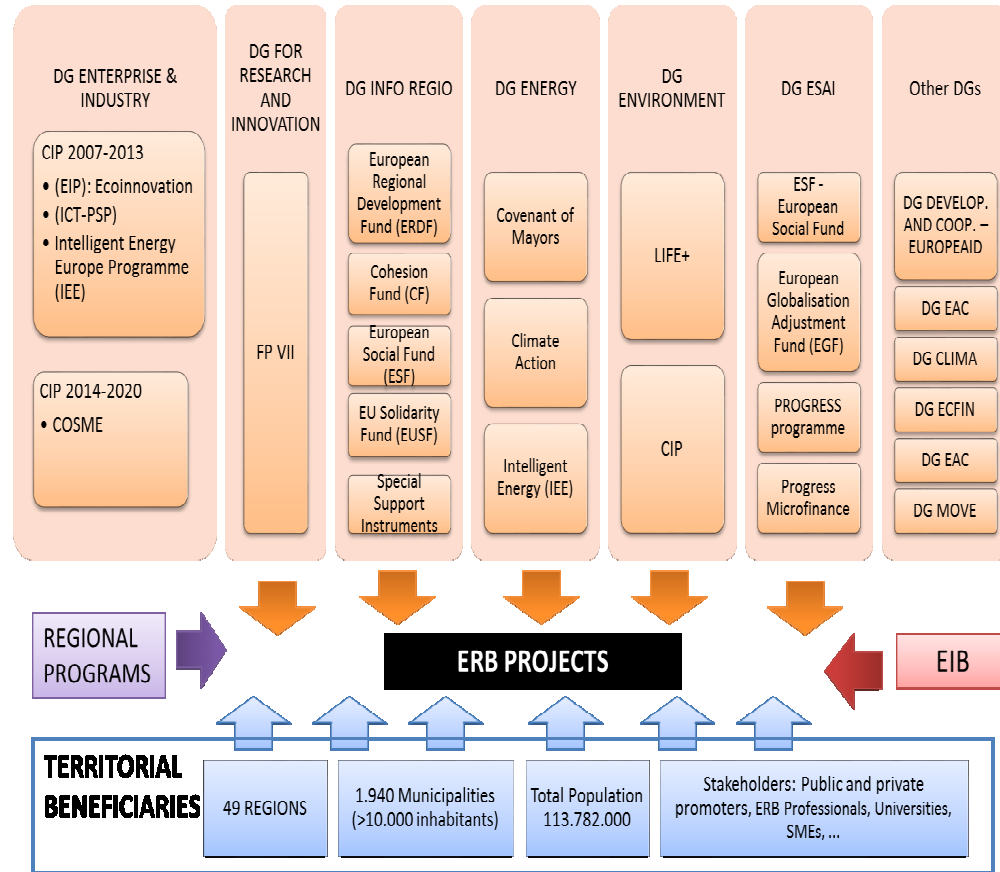 DG ENTERPRISE &
INDUSTRY
CIP 2007-2013
• (EIP): Ecoinnovation
• (ICT-PSP)
• Intelligent Energy
Europe Programme
(IEE)
CIP 2014-2020
• COSME
DG FOR
RESEARCH
AND
INNOVATION
FP VII
DG INFO REGIO
European
Regional
Development
Fund (ERDF)
Cohesion
Fund (CF)
European
Social Fund
(ESF)
EU Solidarity
Fund (EUSF)
Special
Support
Instruments
DG ENERGY
Covenant of
Mayors
Climate
Action
Intelligent
Energy (IEE)
DG
ENVIRONMENT
LIFE+
CIP
DG ESAI
ESF -
European
Social Fund
European
Globalisation
Adjustment
Fund (EGF)
PROGRESS
programme
Progress
Microfinance
Other DGs
DG DEVELOP.
AND COOP. –
EUROPEAID
DG EAC
DG CLIMA
DG ECFIN
DG EAC
DG MOVE
REGIONAL
PROGRAMS
ERB PROJECTS
EIB
TERRITORIAL
BENEFICIARIES
49 REGIONS
1.940 Municipalities
(>10.000 inhabitants)
Total Population
113.782.000
Stakeholders: Public and private
promoters, ERB Professionals, Universities,
SMEs, ...